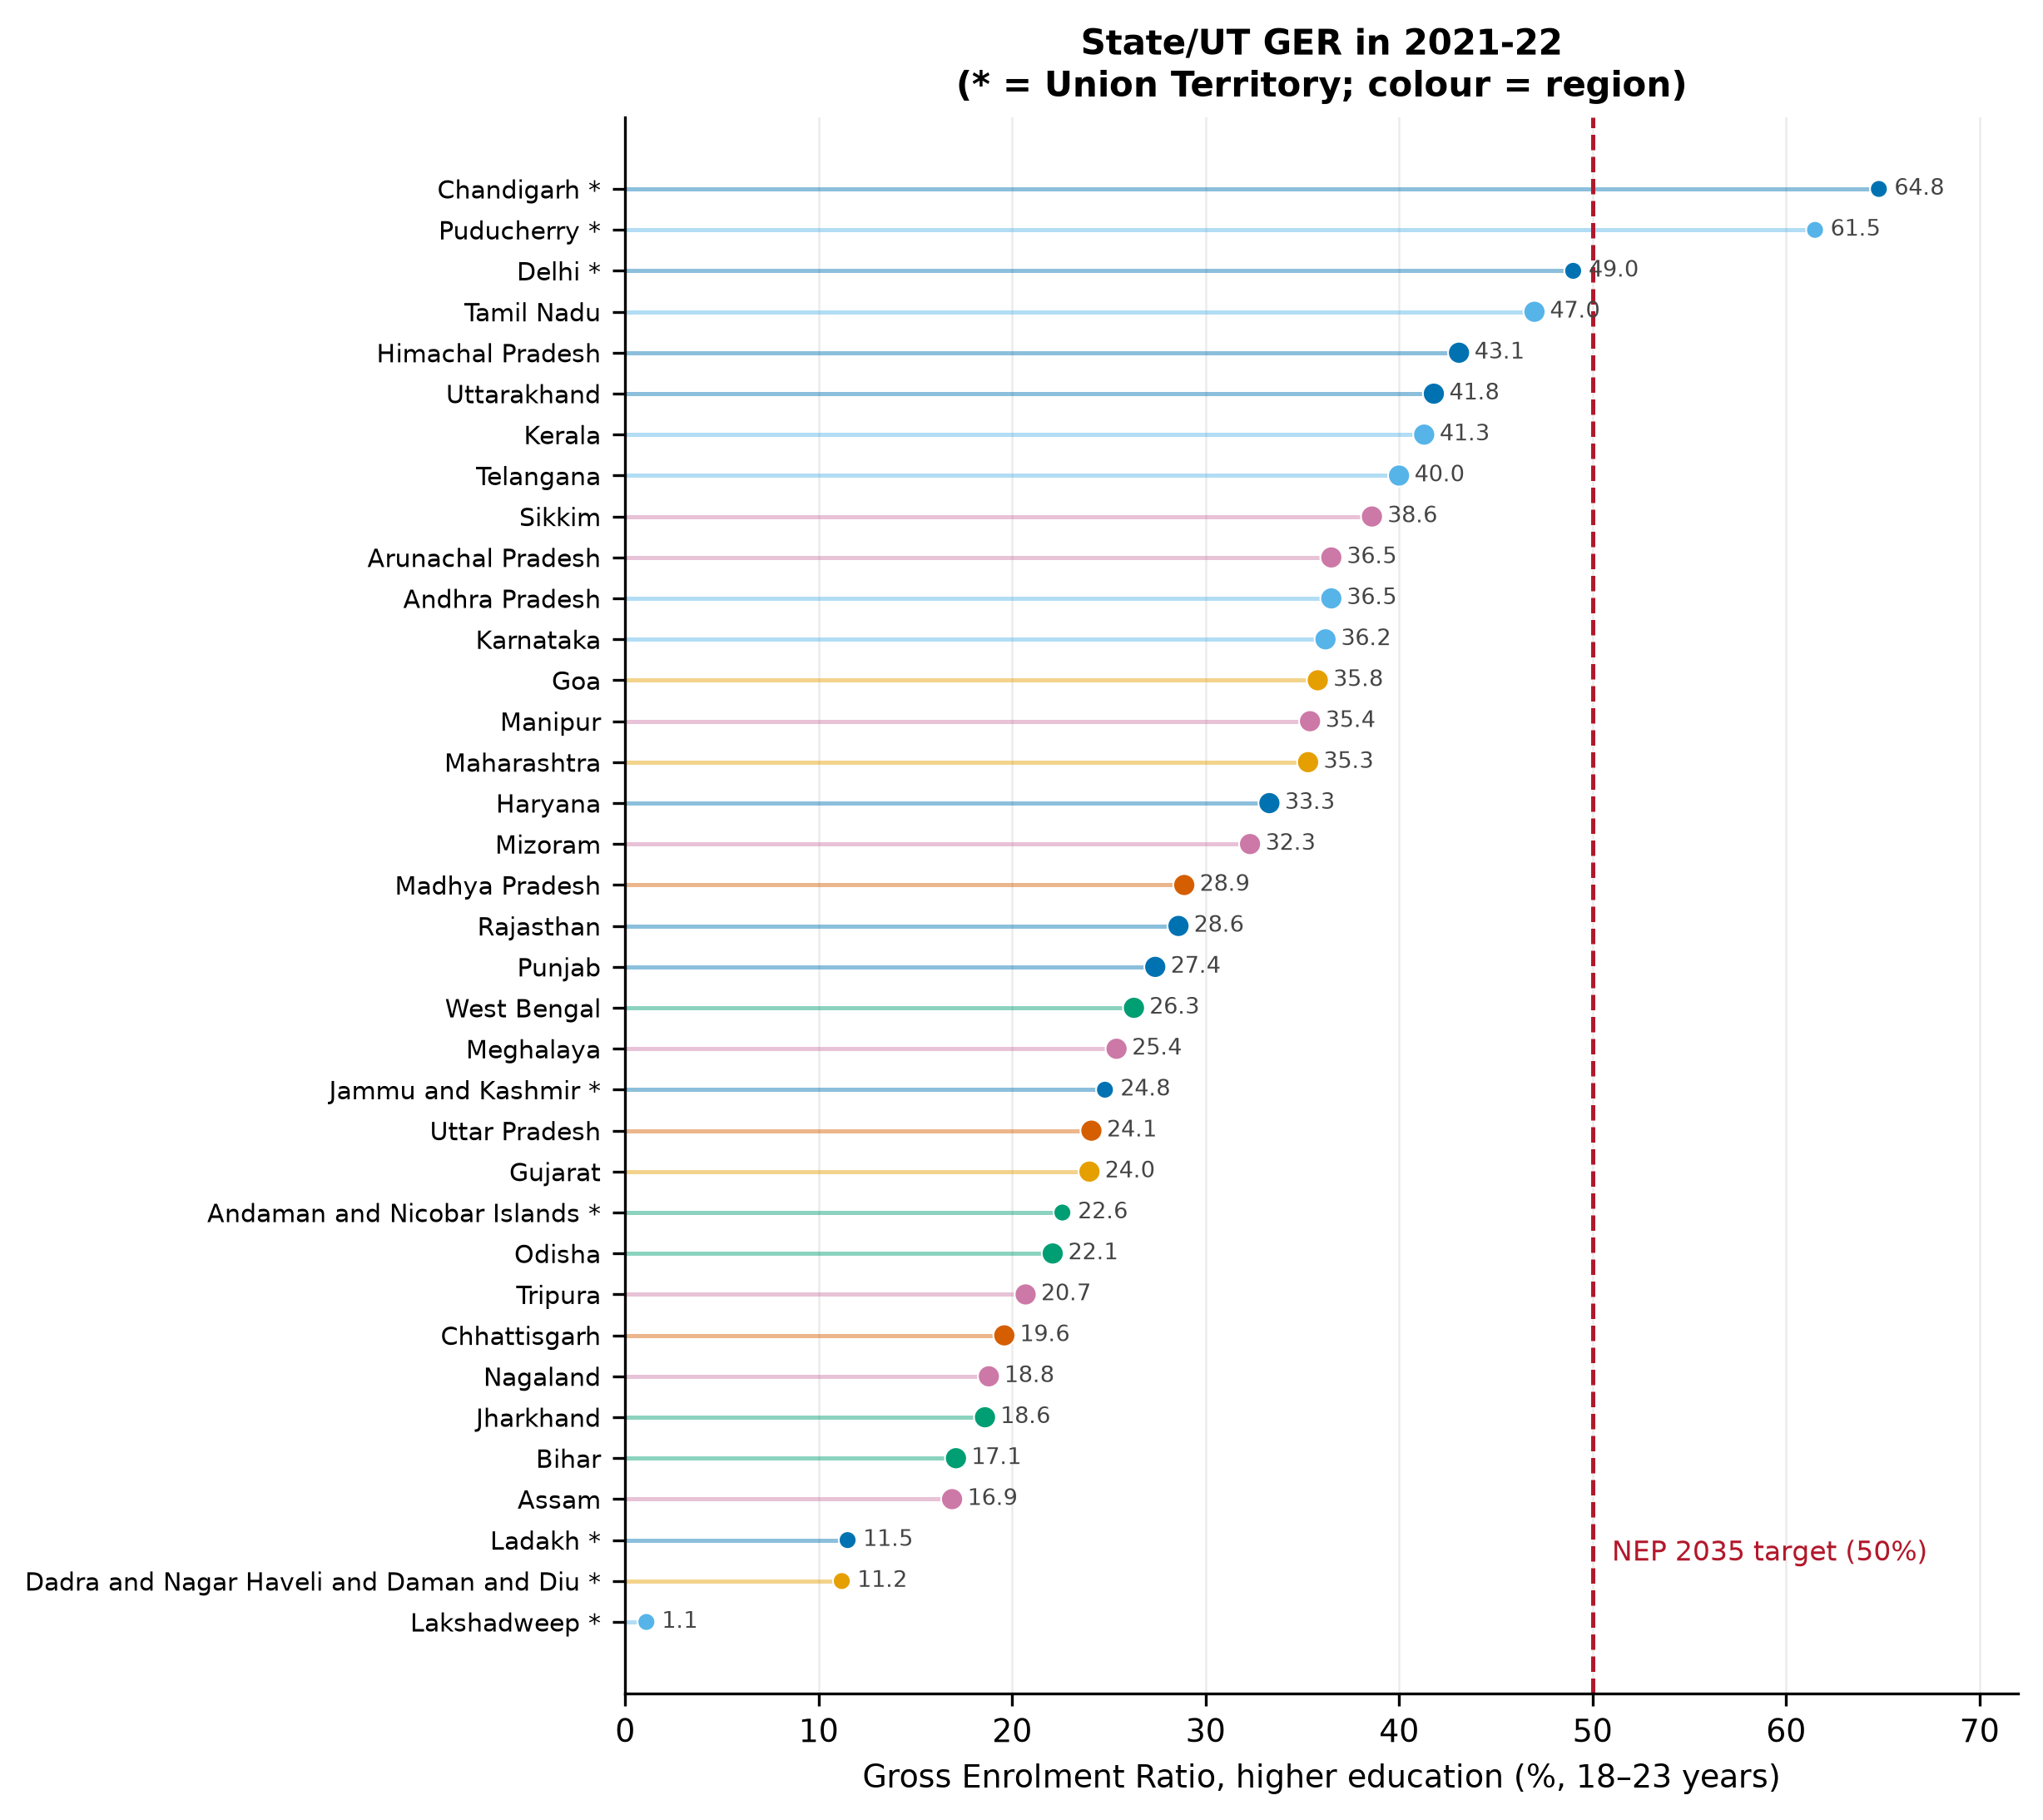 State/UT GER in 2021-22
(* = Union Territory; colour = region)
Chandigarh * 64.8
Puducherry * 61.5
Delhi * 49.0
Tamil Nadu 47.0
Himachal Pradesh 43.1
Uttarakhand 41.8
Kerala 41.3
Telangana 40.0
Sikkim 38.6
Arunachal Pradesh 36.5
Andhra Pradesh 36.5
Karnataka 36.2
Goa 35.8
Manipur 35.4
Maharashtra 35.3
Haryana 33.3
Mizoram 32.3
Madhya Pradesh 28.9
Rajasthan 28.6
Punjab 27.4
West Bengal 26.3
Meghalaya 25.4
Jammu and Kashmir * 24.8
Uttar Pradesh 24.1
Gujarat 24.0
Andaman and Nicobar Islands * 22.6
Odisha 22.1
Tripura 20.7
Chhattisgarh 19.6
Nagaland 18.8
Jharkhand 18.6
Bihar 17.1
Assam 16.9
Ladakh * 11.5
NEP 2035 target (50%)
Dadra and Nagar Haveli and Daman and Diu * 11.2
Lakshadweep * 1.1
0 10 20 30 40 50 60 70
Gross Enrolment Ratio, higher education (%, 18–23 years)